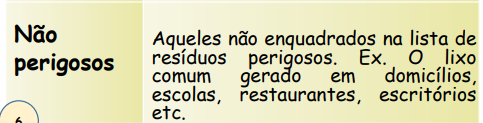 Não
perigosos
Aqueles não enquadrados na lista de
resíduos perigosos. Ex. O lixo
comum gerado em domicílios,
escolas, restaurantes, escritórios
etc.
6